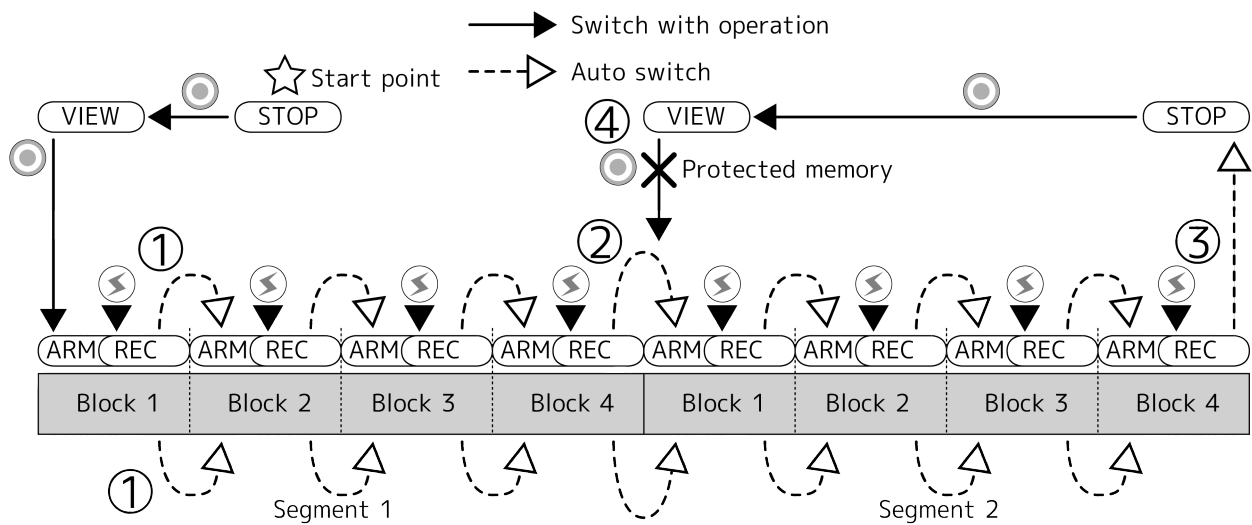 Switch with operation
Start point
Auto switch
VIEW
STOP
④
VIEW
STOP
Protected memory
①
②
③
ARM REC ARM REC ARM REC ARM REC ARM REC ARM REC ARM REC ARM REC
Block 1 Block 2 Block 3 Block 4 Block 1 Block 2 Block 3 Block 4
①
Segment 1
Segment 2